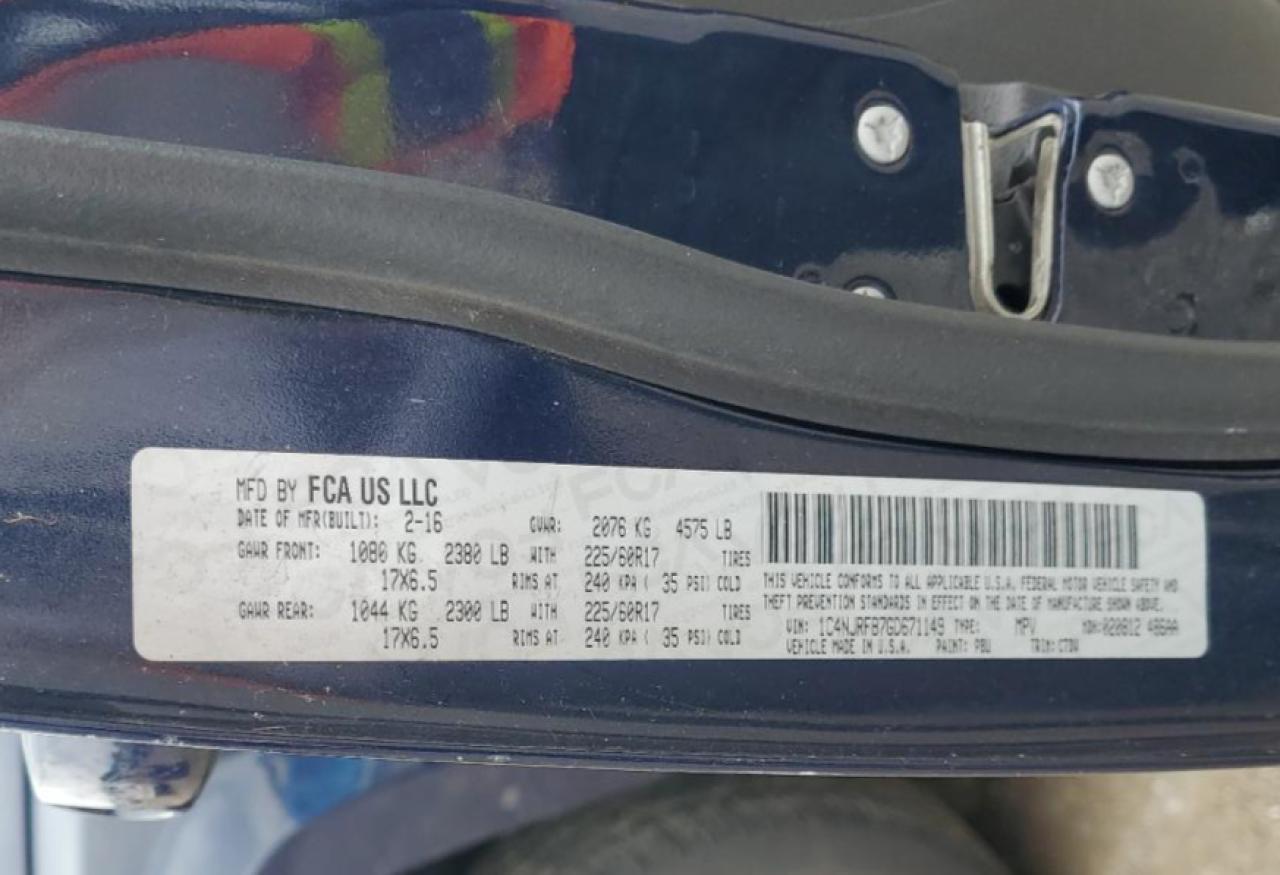 MFD BY FCA US LLC
DATE OF MFR(BUILT): 2-16 GVWR: 2076 KG 4575 LB
GAWR FRONT: 1080 KG 2380 LB WITH 225/60R17 TIRES
17X6.5 RIMS AT 240 KPA ( 35 PSI) COLD
GAWR REAR: 1044 KG 2300 LB WITH 225/60R17 TIRES
17X6.5 RIMS AT 240 KPA ( 35 PSI) COLD
THIS VEHICLE CONFORMS TO ALL APPLICABLE U.S.A. FEDERAL MOTOR VEHICLE SAFETY AND
THEFT PREVENTION STANDARDS IN EFFECT ON THE DATE OF MANUFACTURE SHOWN ABOVE.
VIN: 1C4NJRFB7GD671149 TYPE: MPV MDH:020812 486AA
VEHICLE MADE IN U.S.A. PAINT: PBU TRIM: